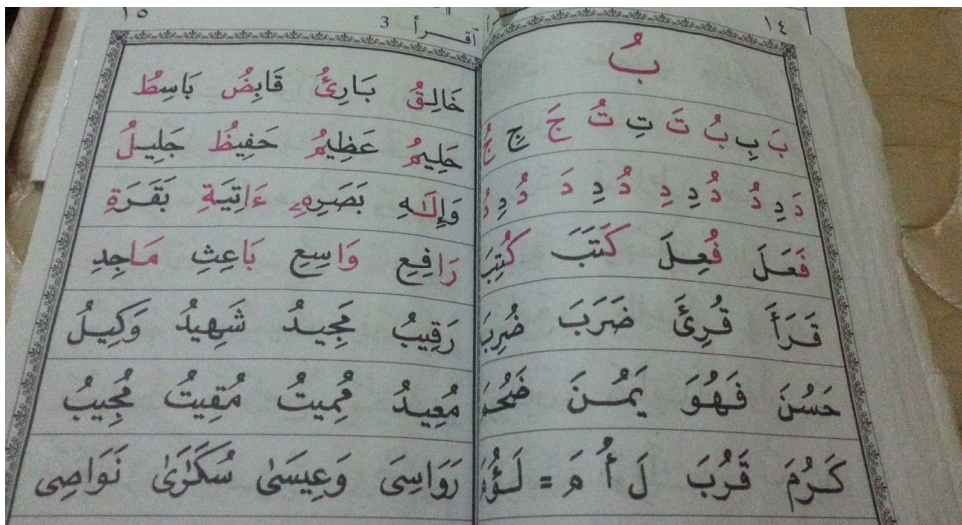 ١٤
بُ
بَ بِ بُ تَ تِ تُ جَ جِ جُ
دَ دِ دُ دُ دِ دِ دُ دِ دَ دُ دِ دُ
فَعَلَ فُعِلَ كَتَبَ كُتِبَ
قَرَأَ قُرِئَ ضَرَبَ ضُرِبَ
حَسُنَ فَهُوَ يَمُنَ
كَرُمَ قَرُبَ لَ أُ مَ = لَؤُمَ
اقـرأ 3 ١٥
خَالِقُ بَارِئُ قَابِضُ بَاسِطُ
حَلِيمُ عَظِيمُ حَفِيظُ جَلِيلُ
وَإِلَٰهِ بَصَرِهِۦ ءَاتِيَةِ بَقَرَةِ
رَافِعِ وَاسِعِ بَاعِثِ مَاجِدِ
رَقِيبُ مَجِيدُ شَهِيدُ وَكِيلُ
مُعِيدُ مُمِيتُ مُقِيتُ مُجِيبُ
رَوَاسِىَ وَعِيسَىٰ سُكَٰرَىٰ نَوَاصِى